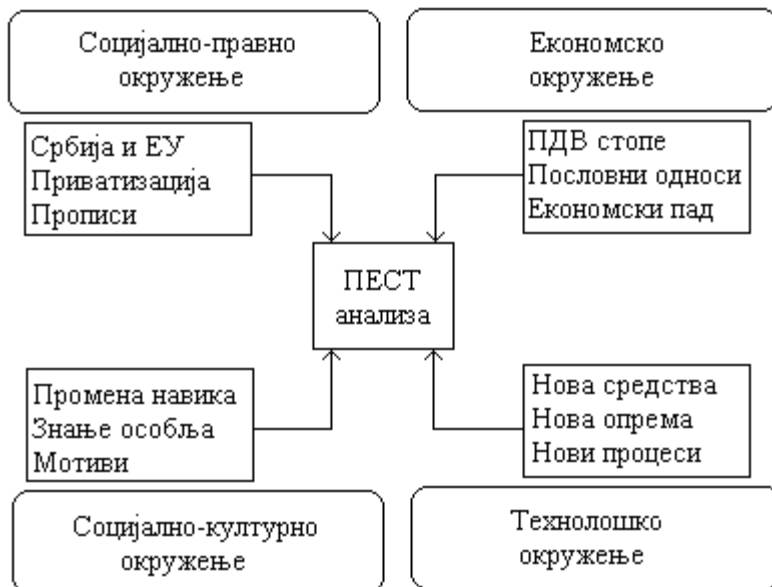 Социјално-правно
окружење
Економско
окружење
Србија и ЕУ
Приватизација
Прописи
ПДВ стопе
Пословни односи
Економски пад
ПЕСТ
анализа
Промена навика
Знање особља
Мотиви
Нова средства
Нова опрема
Нови процеси
Социјално-културно
окружење
Технолошко
окружење